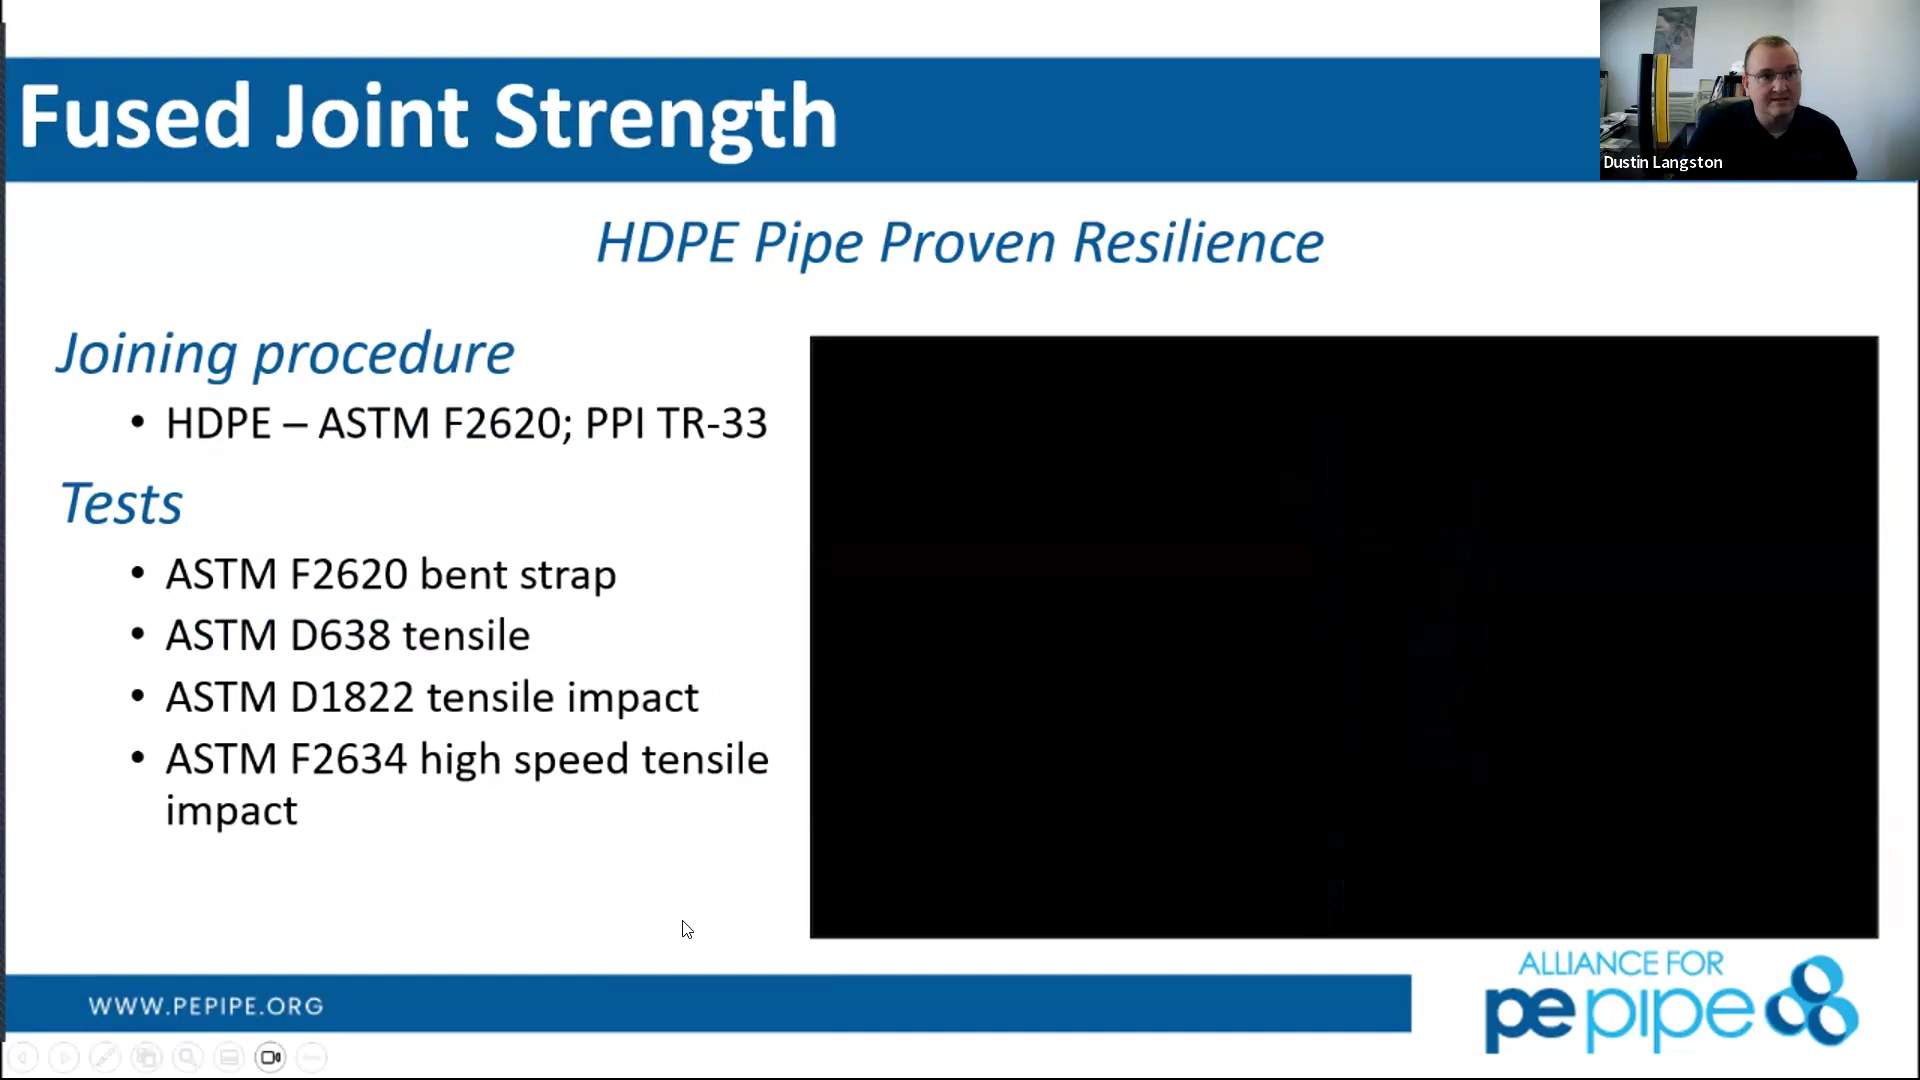 Fused Joint Strength
Dustin Langston
HDPE Pipe Proven Resilience
Joining procedure
• HDPE – ASTM F2620; PPI TR-33
Tests
• ASTM F2620 bent strap
• ASTM D638 tensile
• ASTM D1822 tensile impact
• ASTM F2634 high speed tensile
impact
ALLIANCE FOR
pepipe
WWW.PEPIPE.ORG